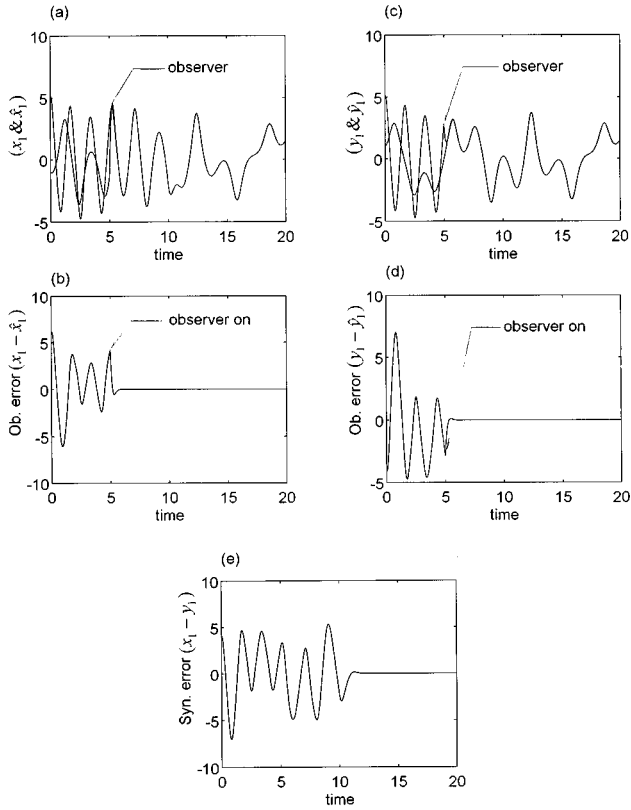 (a)
10
5
0
-5
0 5 10 15 20
time
(x₁ & x̂₁)
observer
(c)
10
5
0
-5
0 5 10 15 20
time
(y₁ & ŷ₁)
observer
(b)
10
5
0
-5
-10
0 5 10 15 20
time
Ob. error (x₁ − x̂₁)
observer on
(d)
10
5
0
-5
0 5 10 15 20
time
Ob. error (y₁ − ŷ₁)
observer on
(e)
10
5
0
-5
-10
0 5 10 15 20
time
Syn. error (x₁ − y₁)